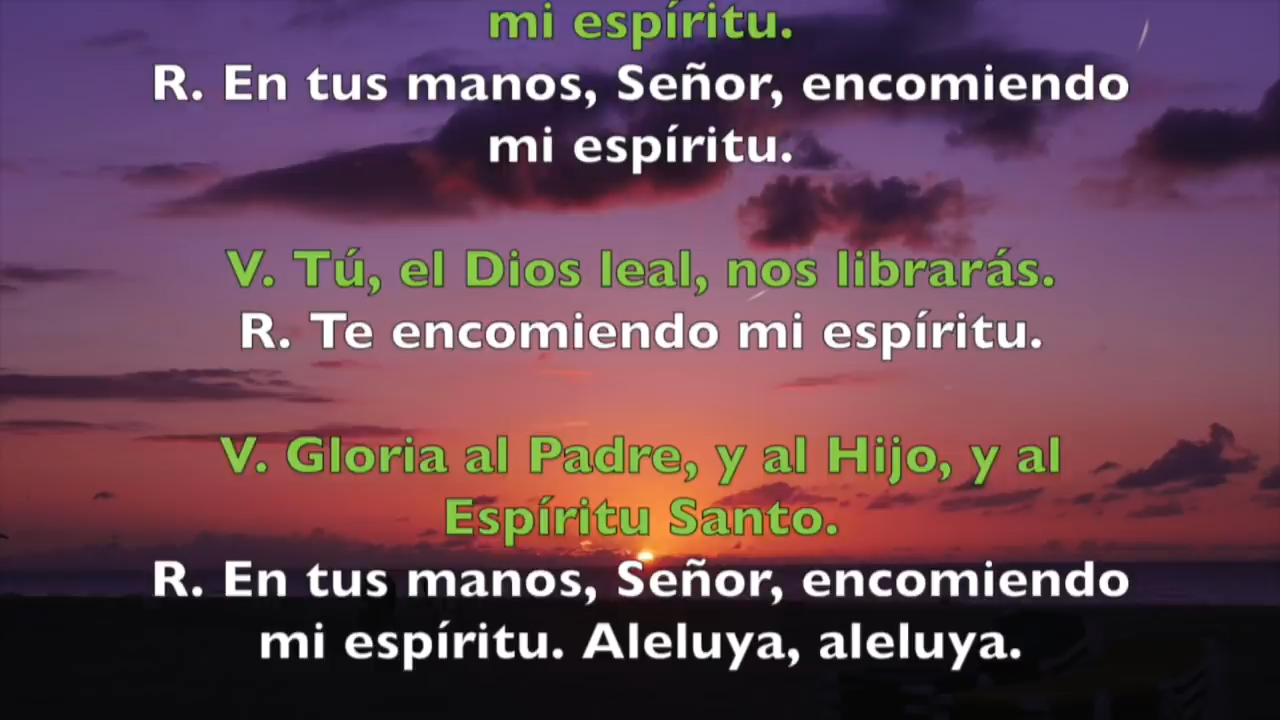 mi espíritu.
R. En tus manos, Señor, encomiendo
mi espíritu.
V. Tú, el Dios leal, nos librarás.
R. Te encomiendo mi espíritu.
V. Gloria al Padre, y al Hijo, y al
Espíritu Santo.
R. En tus manos, Señor, encomiendo
mi espíritu. Aleluya, aleluya.